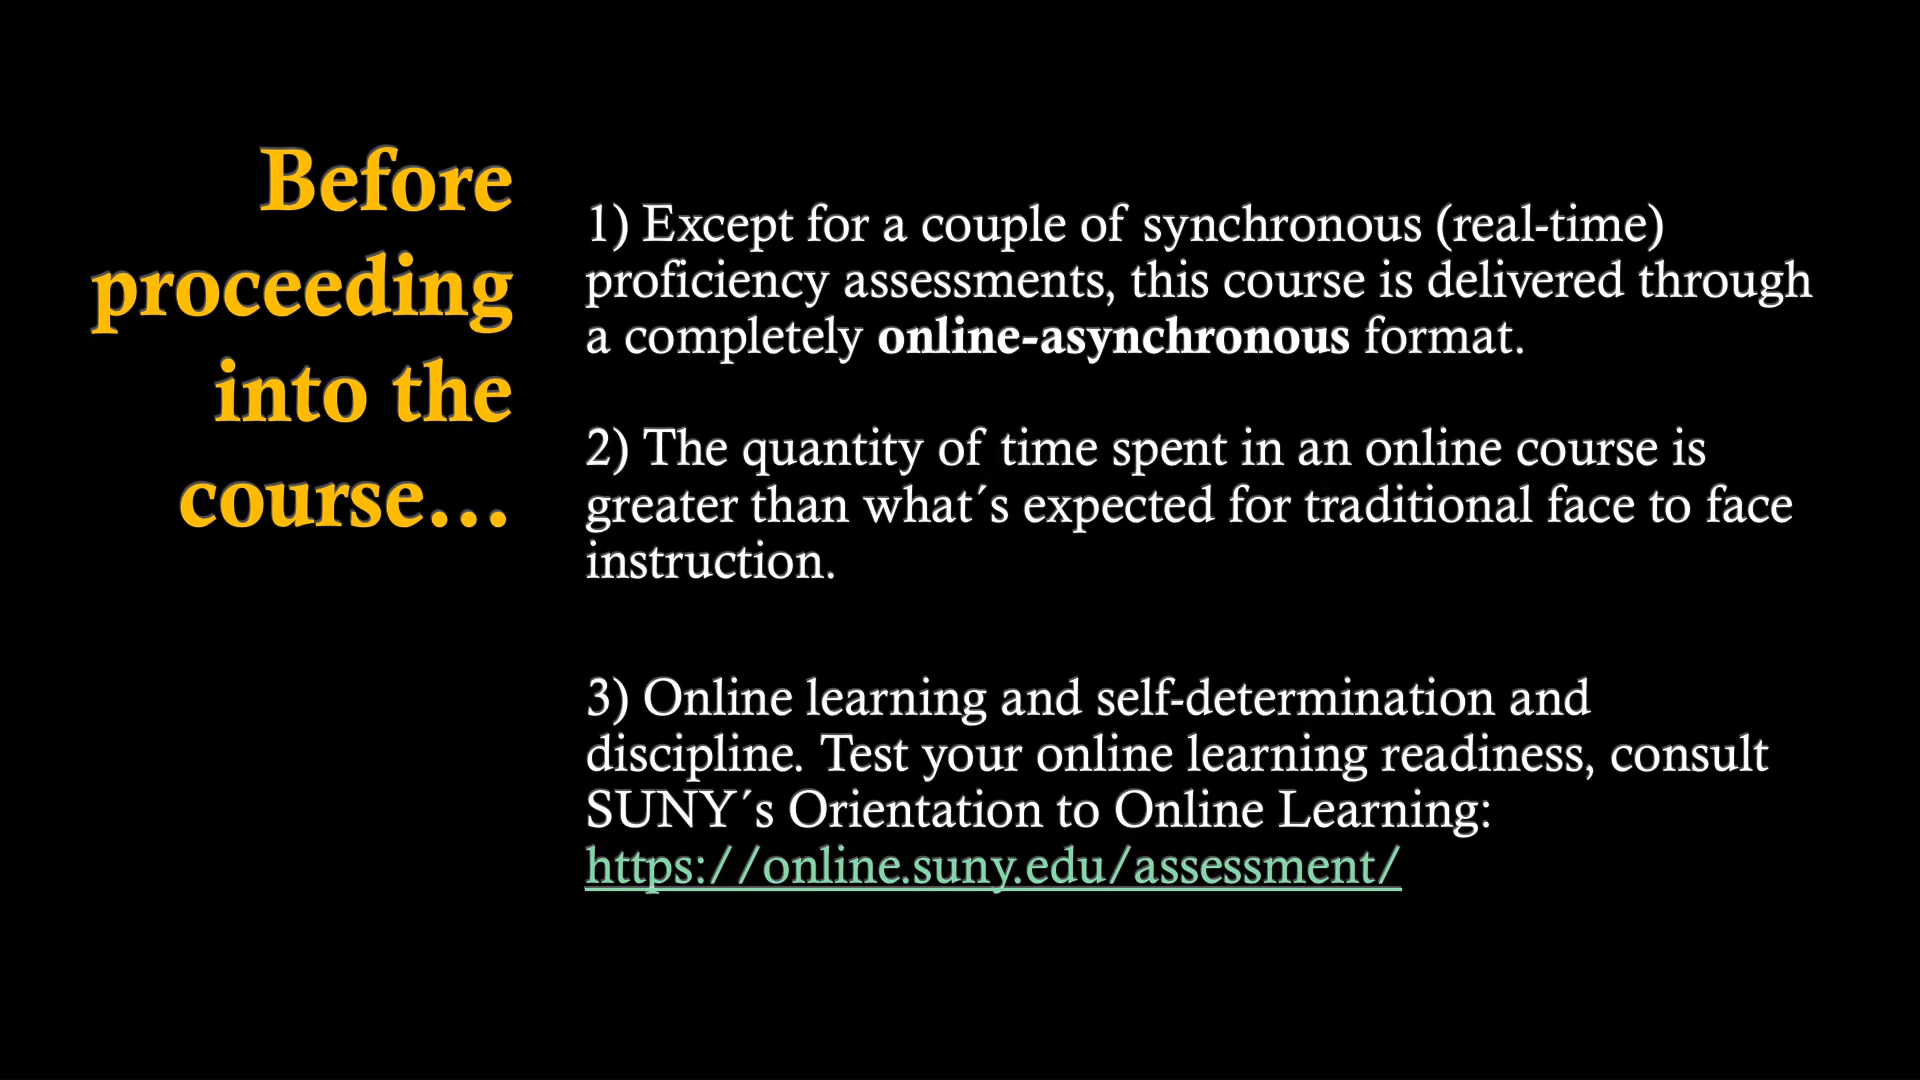 Before
proceeding
into the
course...
1) Except for a couple of synchronous (real-time)
proficiency assessments, this course is delivered through
a completely online-asynchronous format.
2) The quantity of time spent in an online course is
greater than what´s expected for traditional face to face
instruction.
3) Online learning and self-determination and
discipline. Test your online learning readiness, consult
SUNY´s Orientation to Online Learning:
https://online.suny.edu/assessment/